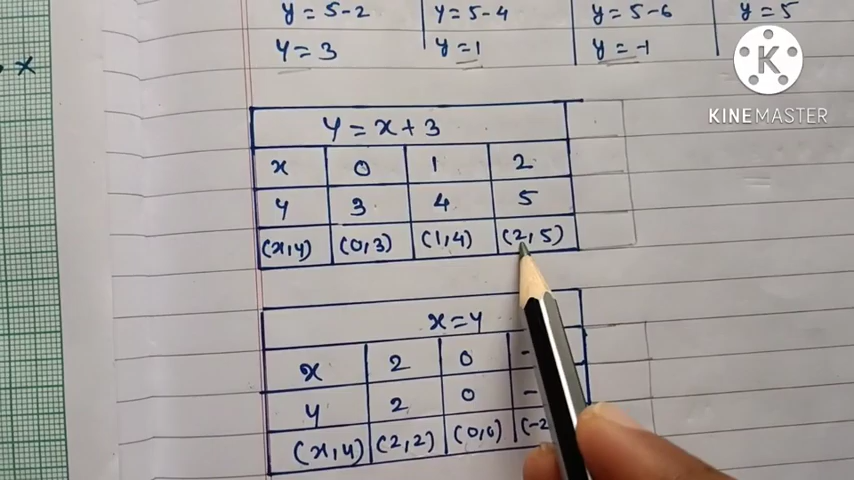 y = 5-2 y = 5-4 y = 5-6 y = 5
y = 3 y = 1 y = -1
x
K
KINEMASTER
y = x + 3
x 0 1 2
y 3 4 5
(x,y) (0,3) (1,4) (2,5)
x = y
x 2 0 -
y 2 0 -
(x,y) (2,2) (0,0) (-2